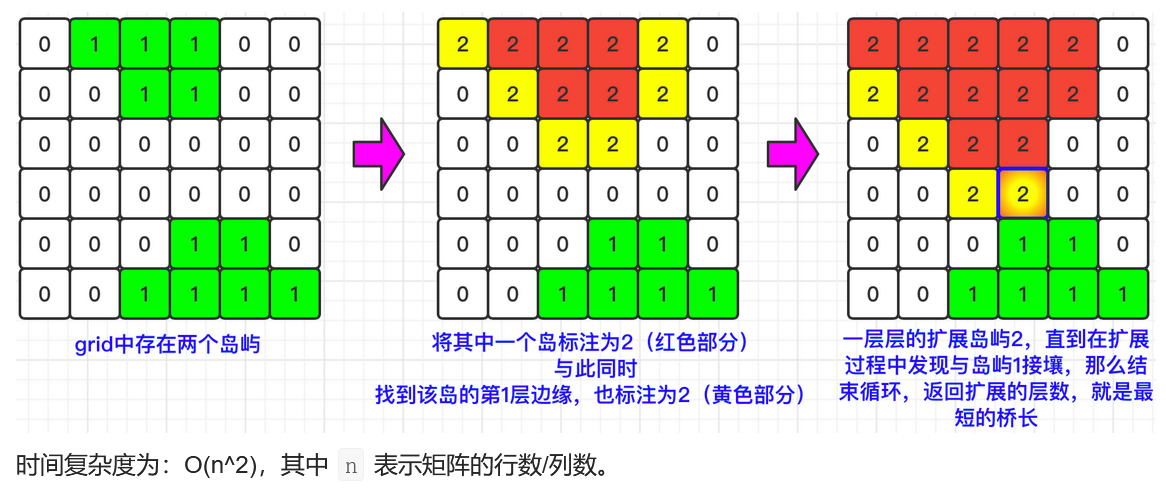 0 1 1 1 0 0 2 2 2 2 2 0 2 2 2 2 2 0
0 0 1 1 0 0 0 2 2 2 2 0 2 2 2 2 2 0
0 0 0 0 0 0 0 0 2 2 0 0 0 2 2 2 0 0
0 0 0 0 0 0 0 0 0 0 0 0 0 0 2 2 0 0
0 0 0 1 1 0 0 0 0 1 1 0 0 0 0 1 1 0
0 0 1 1 1 1 0 0 1 1 1 1 0 0 1 1 1 1
grid中存在两个岛屿
将其中一个岛标注为2（红色部分）
与此同时
找到该岛的第1层边缘，也标注为2（黄色部分）
一层层的扩展岛屿2，直到在扩展
过程中发现与岛屿1接壤，那么结
束循环，返回扩展的层数，就是最
短的桥长
时间复杂度为：O(n^2)，其中 n 表示矩阵的行数/列数。